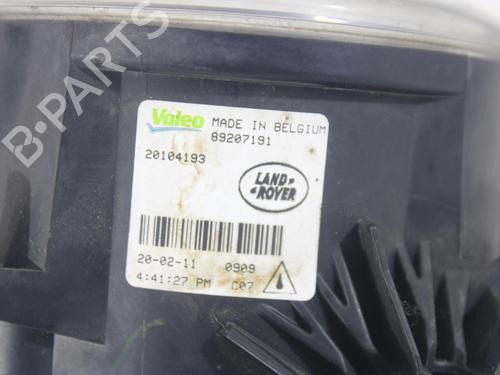 Valeo MADE IN BELGIUM
89207191
20104193
LAND-
-ROVER
20-02-11 0909
4:41:27 PM C07
B-PARTS